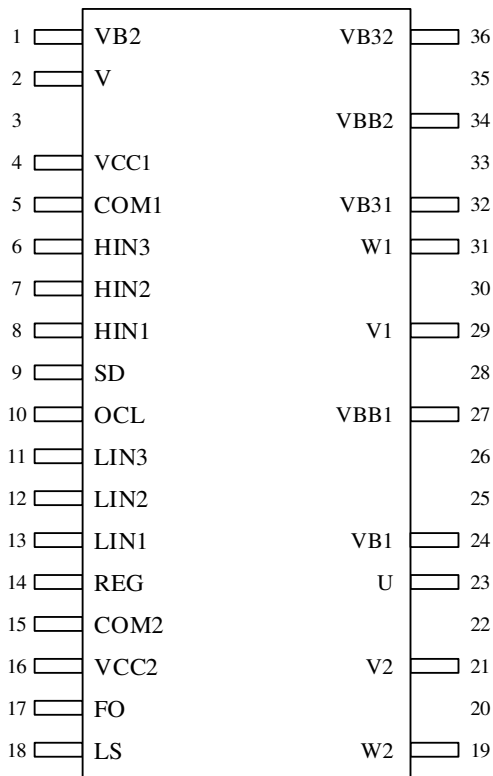 1 VB2 VB32 36
2 V 35
3 VBB2 34
4 VCC1 33
5 COM1 VB31 32
6 HIN3 W1 31
7 HIN2 30
8 HIN1 V1 29
9 SD 28
10 OCL VBB1 27
11 LIN3 26
12 LIN2 25
13 LIN1 VB1 24
14 REG U 23
15 COM2 22
16 VCC2 V2 21
17 FO 20
18 LS W2 19